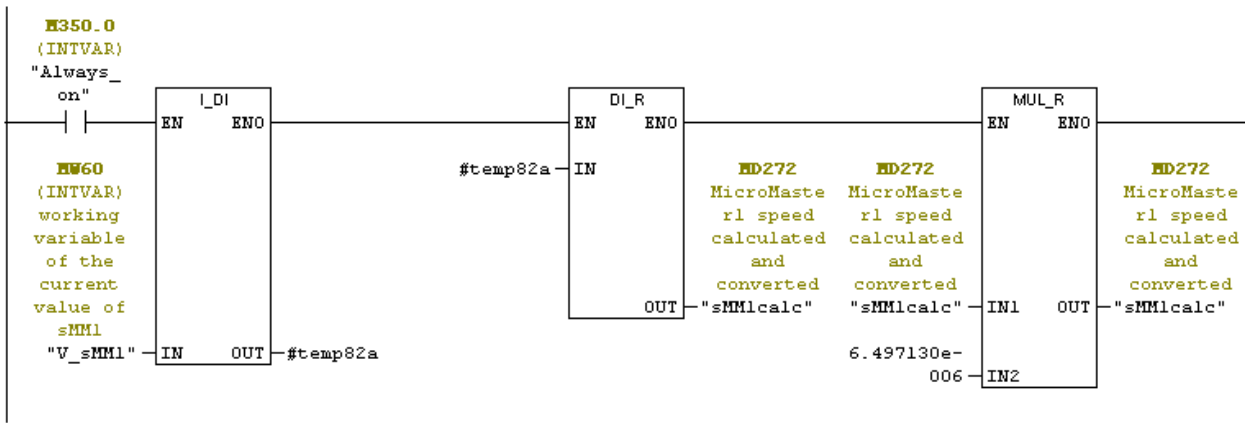 M350.0
(INTVAR)
"Always_
on"
I_DI
EN ENO
MW60
(INTVAR)
working
variable
of the
current
value of
sMM1
"V_sMM1"
IN OUT
#temp82a
DI_R
EN ENO
#temp82a
IN
MD272
MicroMaste
r1 speed
calculated
and
converted
OUT
"sMM1calc"
MUL_R
EN ENO
MD272
MicroMaste
r1 speed
calculated
and
converted
"sMM1calc"
IN1 OUT
6.497130e-
006
IN2
MD272
MicroMaste
r1 speed
calculated
and
converted
"sMM1calc"